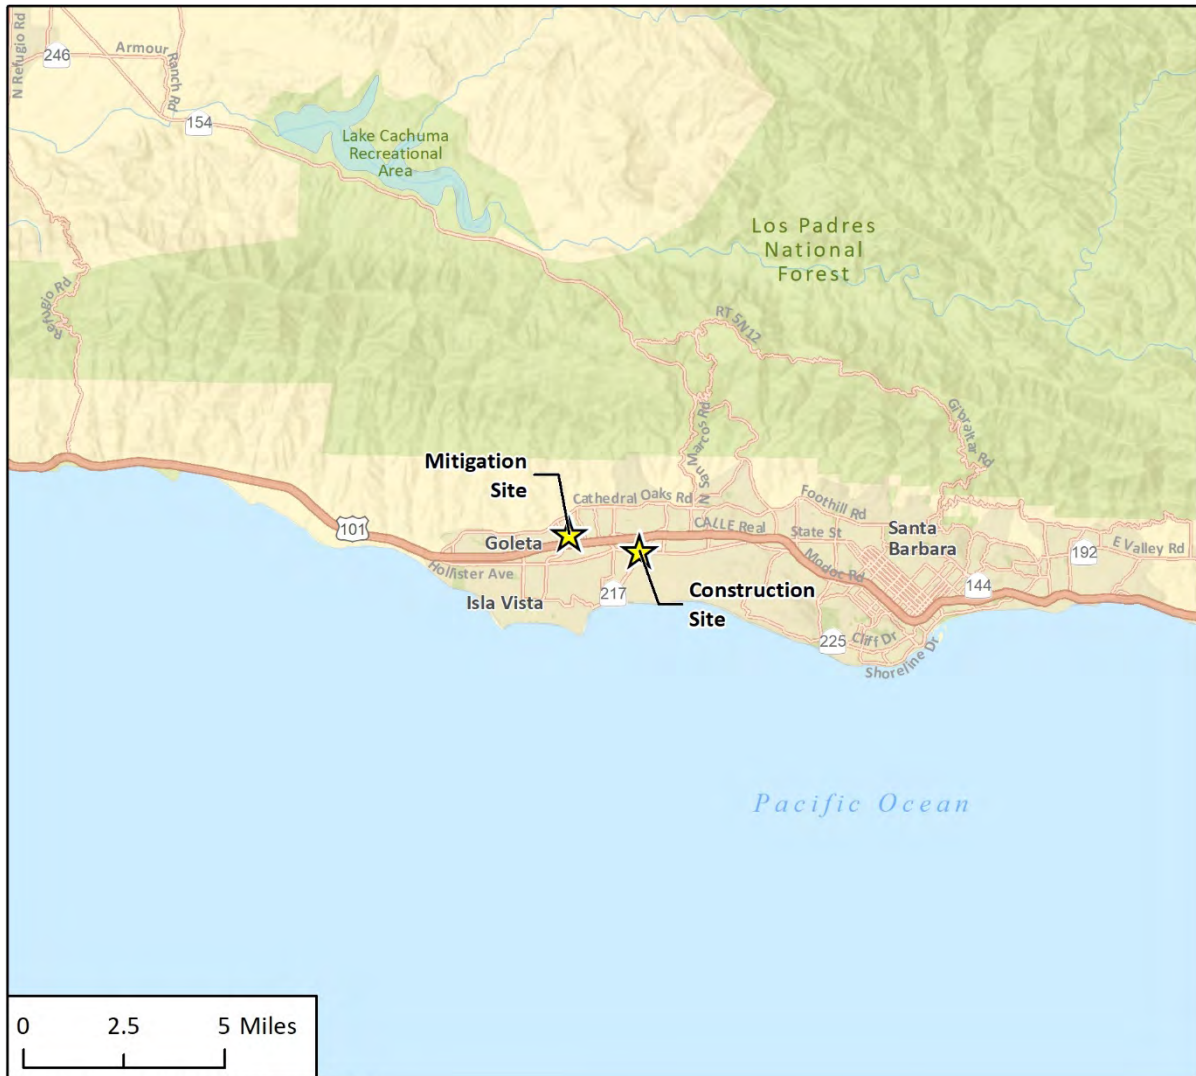 N Refugio Rd
246
Armour
Ranch Rd
154
Lake Cachuma
Recreational
Area
Los Padres
National
Forest
Refugio Rd
RT 5N12
Gibraltar Rd
N San Marcos Rd
Mitigation
Site
Cathedral Oaks Rd
Foothill Rd
101
Goleta
CALLE Real
State St
Santa
Barbara
192
E Valley Rd
Hollister Ave
Modoc Rd
144
Isla Vista
217
Construction
Site
225
Cliff Dr
Shoreline Dr
Pacific Ocean
0 2.5 5 Miles